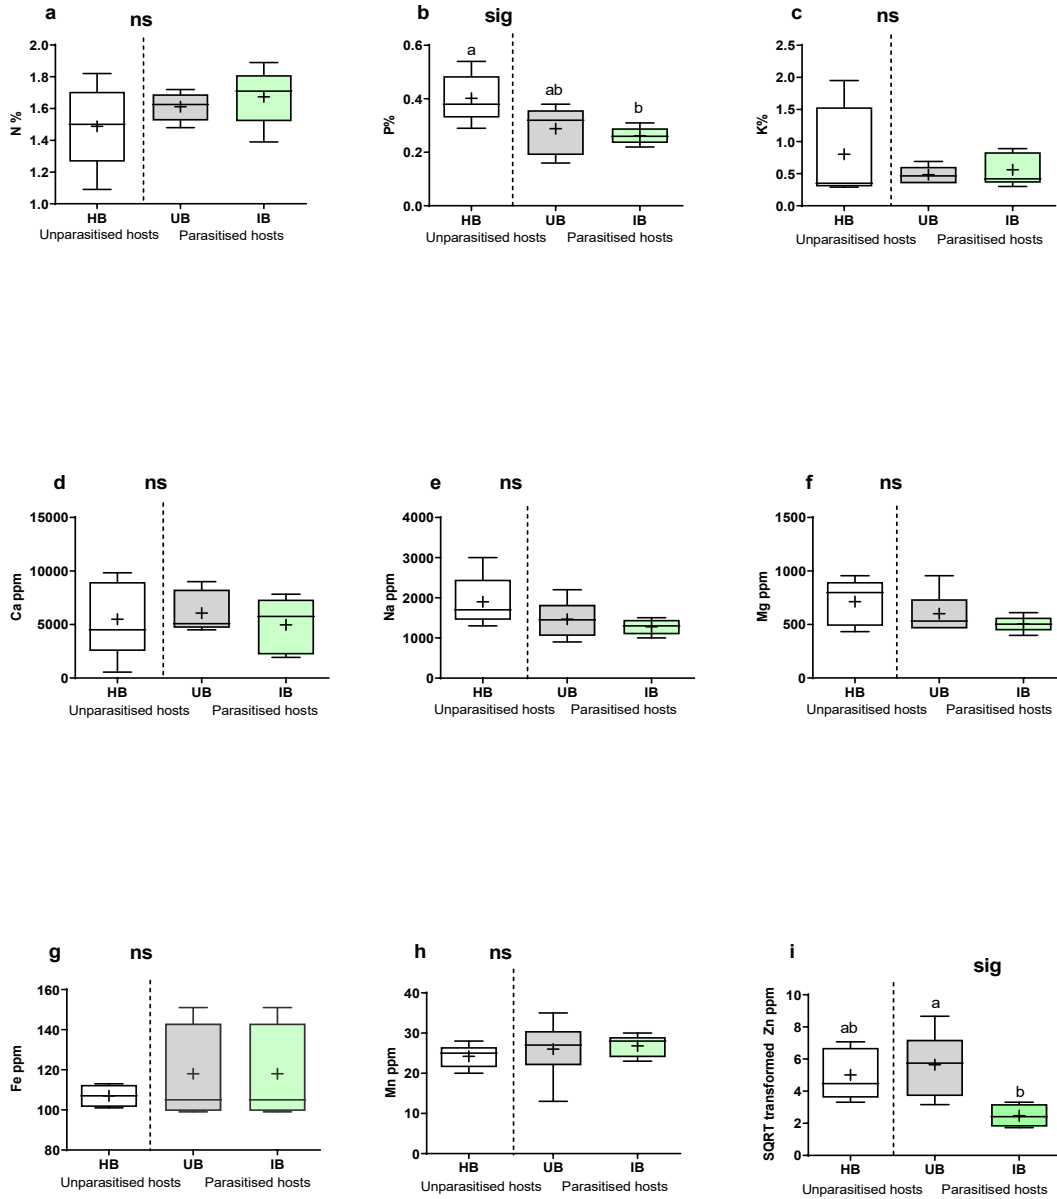 a ns
N %
2.0
1.8
1.6
1.4
1.2
1.0
HB UB IB
Unparasitised hosts Parasitised hosts
b sig
P%
0.6
0.4
0.2
0.0
a
ab
b
HB UB IB
Unparasitised hosts Parasitised hosts
c ns
K%
2.5
2.0
1.5
1.0
0.5
0.0
HB UB IB
Unparasitised hosts Parasitised hosts
d ns
Ca ppm
15000
10000
5000
0
HB UB IB
Unparasitised hosts Parasitised hosts
e ns
Na ppm
4000
3000
2000
1000
0
HB UB IB
Unparasitised hosts Parasitised hosts
f ns
Mg ppm
1500
1000
500
0
HB UB IB
Unparasitised hosts Parasitised hosts
g ns
Fe ppm
160
140
120
100
80
HB UB IB
Unparasitised hosts Parasitised hosts
h ns
Mn ppm
40
30
20
10
0
HB UB IB
Unparasitised hosts Parasitised hosts
i
sig
SQRT transformed Zn ppm
10
8
6
4
2
0
ab
a
b
HB UB IB
Unparasitised hosts Parasitised hosts